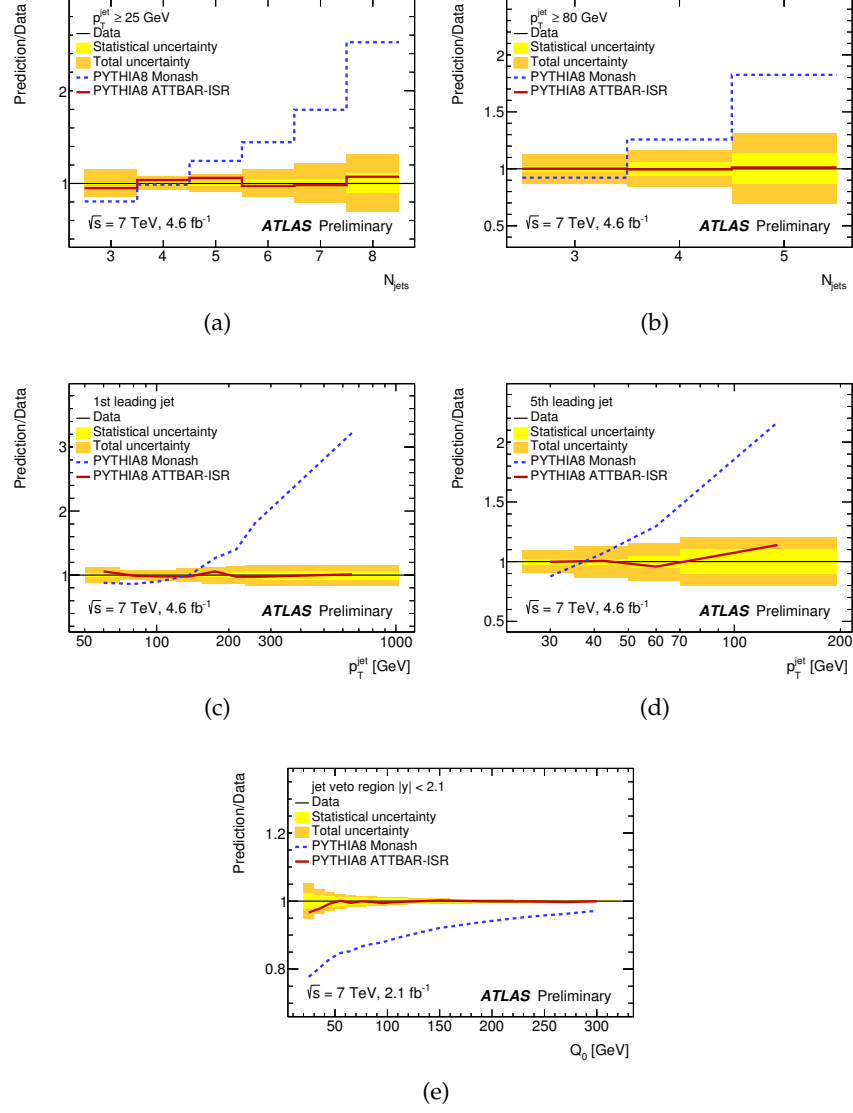 p_T^jet ≥ 25 GeV
Data
Statistical uncertainty
Total uncertainty
PYTHIA8 Monash
PYTHIA8 ATTBAR-ISR
Prediction/Data
2
1
√s = 7 TeV, 4.6 fb⁻¹
ATLAS Preliminary
3 4 5 6 7 8
N_jets
(a)
p_T^jet ≥ 80 GeV
Data
Statistical uncertainty
Total uncertainty
PYTHIA8 Monash
PYTHIA8 ATTBAR-ISR
Prediction/Data
2
1.5
1
0.5
√s = 7 TeV, 4.6 fb⁻¹
ATLAS Preliminary
3 4 5
N_jets
(b)
1st leading jet
Data
Statistical uncertainty
Total uncertainty
PYTHIA8 Monash
PYTHIA8 ATTBAR-ISR
Prediction/Data
3
2
1
√s = 7 TeV, 4.6 fb⁻¹
ATLAS Preliminary
50 100 200 300 1000
p_T^jet [GeV]
(c)
5th leading jet
Data
Statistical uncertainty
Total uncertainty
PYTHIA8 Monash
PYTHIA8 ATTBAR-ISR
Prediction/Data
2
1.5
1
0.5
√s = 7 TeV, 4.6 fb⁻¹
ATLAS Preliminary
30 40 50 60 70 100 200
p_T^jet [GeV]
(d)
jet veto region |y| < 2.1
Data
Statistical uncertainty
Total uncertainty
PYTHIA8 Monash
PYTHIA8 ATTBAR-ISR
Prediction/Data
1.2
1
0.8
√s = 7 TeV, 2.1 fb⁻¹
ATLAS Preliminary
50 100 150 200 250 300
Q_0 [GeV]
(e)